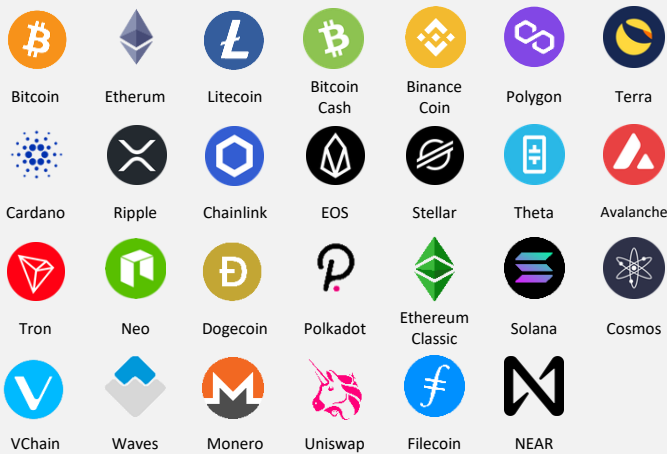 Bitcoin
Etherum
Litecoin
Bitcoin
Cash
Binance
Coin
Polygon
Terra
Cardano
Ripple
Chainlink
EOS
Stellar
Theta
Avalanche
Tron
Neo
Dogecoin
Polkadot
Ethereum
Classic
Solana
Cosmos
VChain
Waves
Monero
Uniswap
Filecoin
NEAR